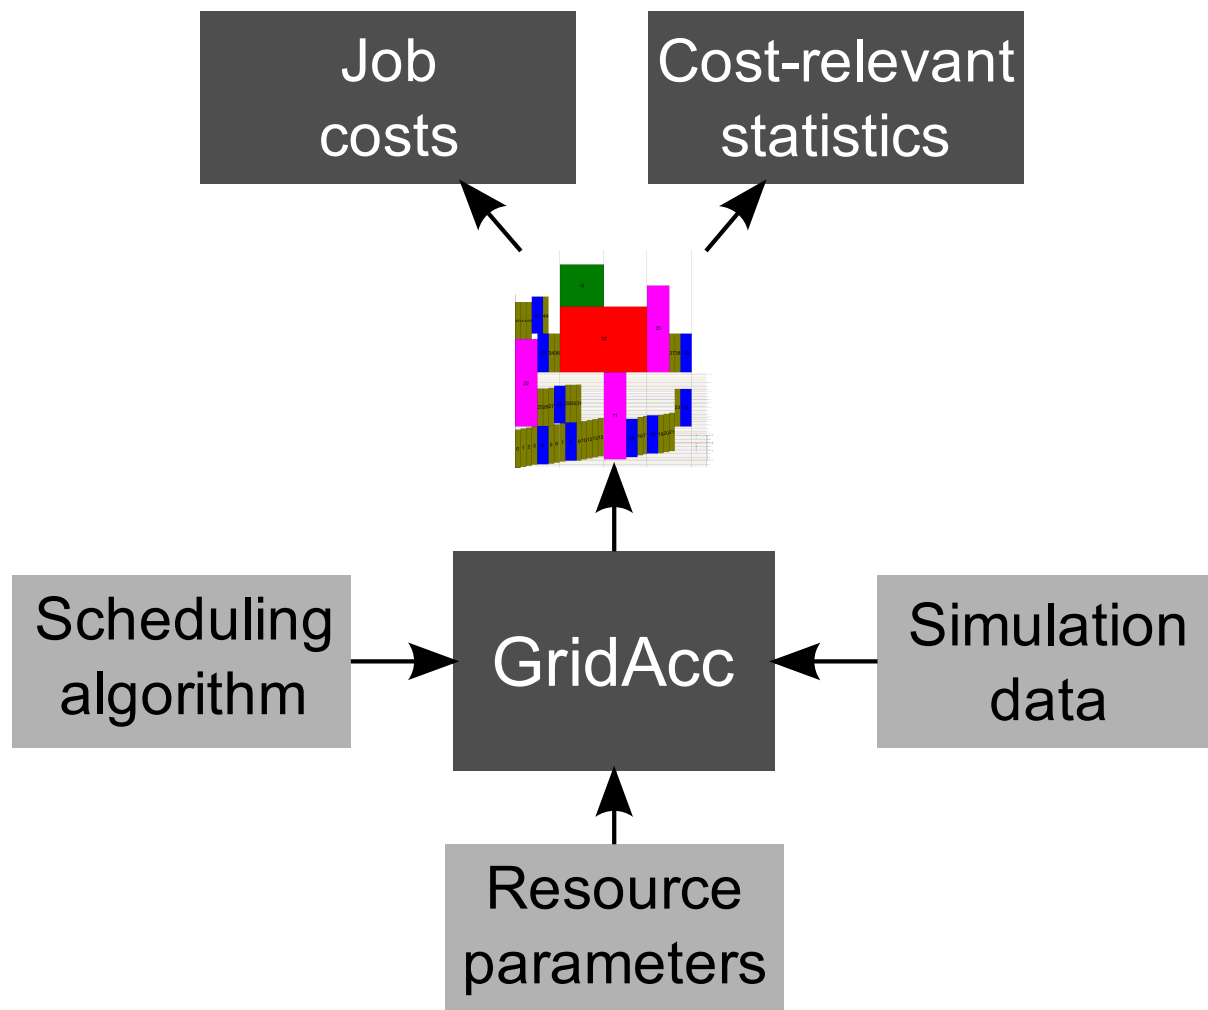 Job
costs
Cost-relevant
statistics
Scheduling
algorithm
GridAcc
Simulation
data
Resource
parameters